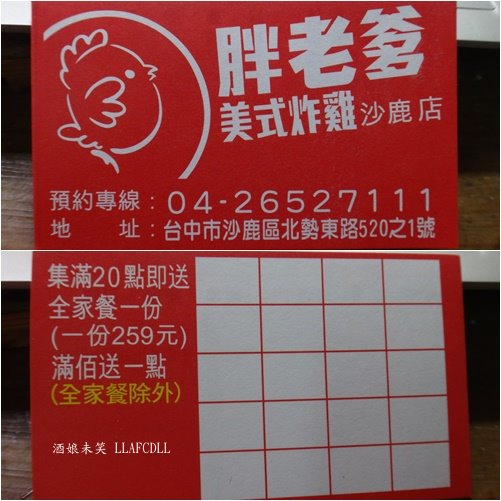 胖老爹
美式炸雞 沙鹿店
預約專線：04-26527111
地　　址：台中市沙鹿區北勢東路520之1號
集滿20點即送
全家餐一份
(一份259元)
滿佰送一點
(全家餐除外)
酒娘未笑 LLAFCDLL